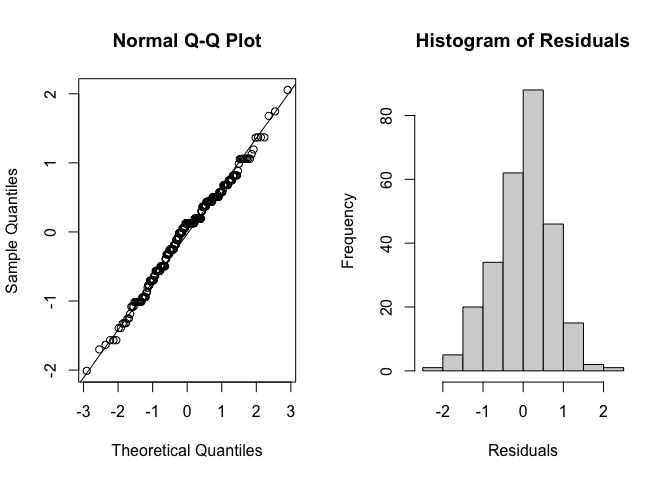 Normal Q-Q Plot
Sample Quantiles
2
1
0
-1
-2
-3 -2 -1 0 1 2 3
Theoretical Quantiles
Histogram of Residuals
Frequency
80
60
40
20
0
-2 -1 0 1 2
Residuals